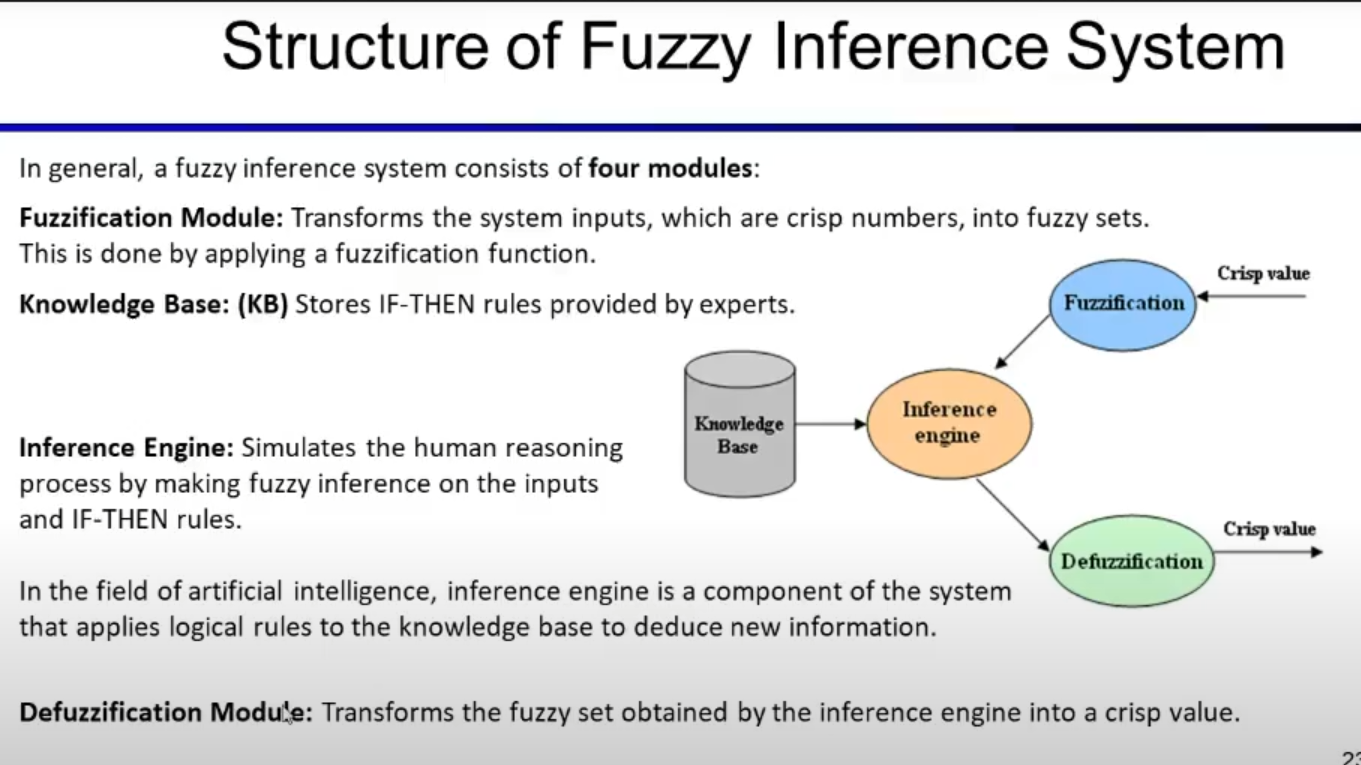 Structure of Fuzzy Inference System
In general, a fuzzy inference system consists of four modules:
Fuzzification Module: Transforms the system inputs, which are crisp numbers, into fuzzy sets.
This is done by applying a fuzzification function.
Crisp value
Fuzzification
Knowledge Base: (KB) Stores IF-THEN rules provided by experts.
Knowledge
Base
Inference
engine
Inference Engine: Simulates the human reasoning
process by making fuzzy inference on the inputs
and IF-THEN rules.
Crisp value
Defuzzification
In the field of artificial intelligence, inference engine is a component of the system
that applies logical rules to the knowledge base to deduce new information.
Defuzzification Module: Transforms the fuzzy set obtained by the inference engine into a crisp value.